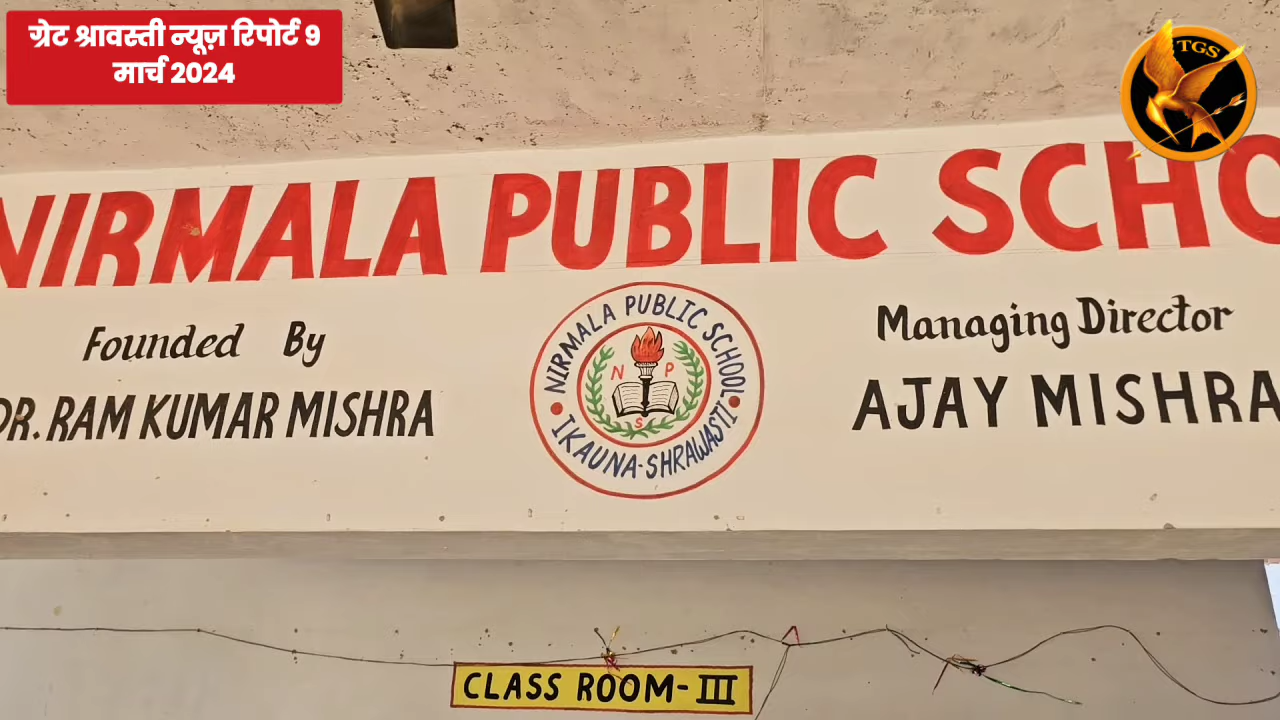 ग्रेट श्रावस्ती न्यूज़ रिपोर्ट 9
मार्च 2024
TGS
NIRMALA PUBLIC SCHO
Founded By
DR. RAM KUMAR MISHRA
NIRMALA PUBLIC SCHOOL
N P
S
IKAUNA-SHRAWASTI
Managing Director
AJAY MISHRA
CLASS ROOM-III